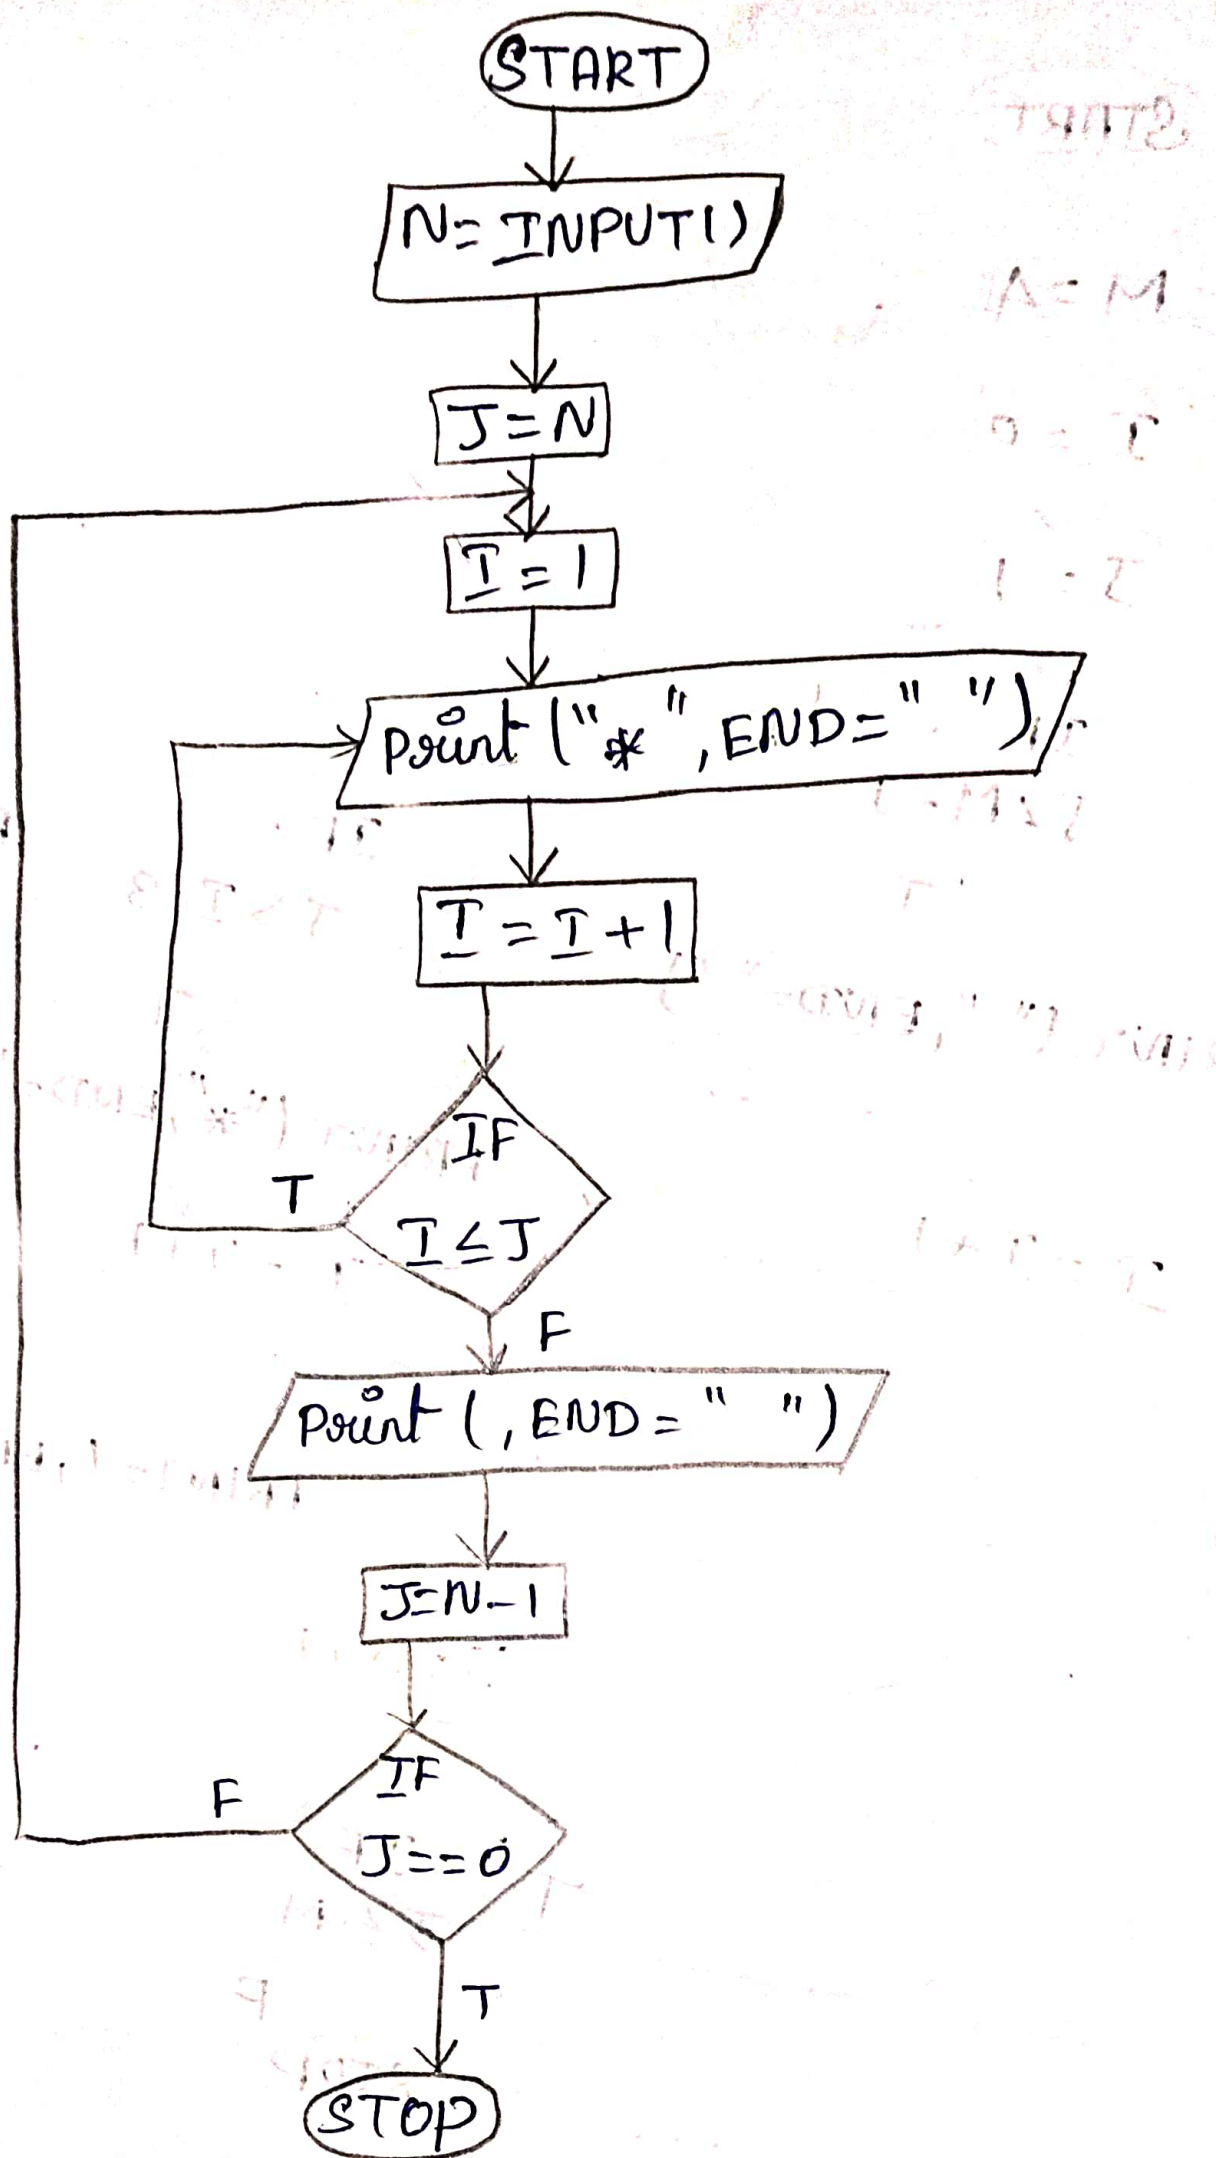 START
N= INPUT()
J=N
I=1
Print ("*", END=" ")
I=I+1
IF
I≤J
T
F
Print (, END=" ")
J=N-1
IF
J==0
F
T
STOP